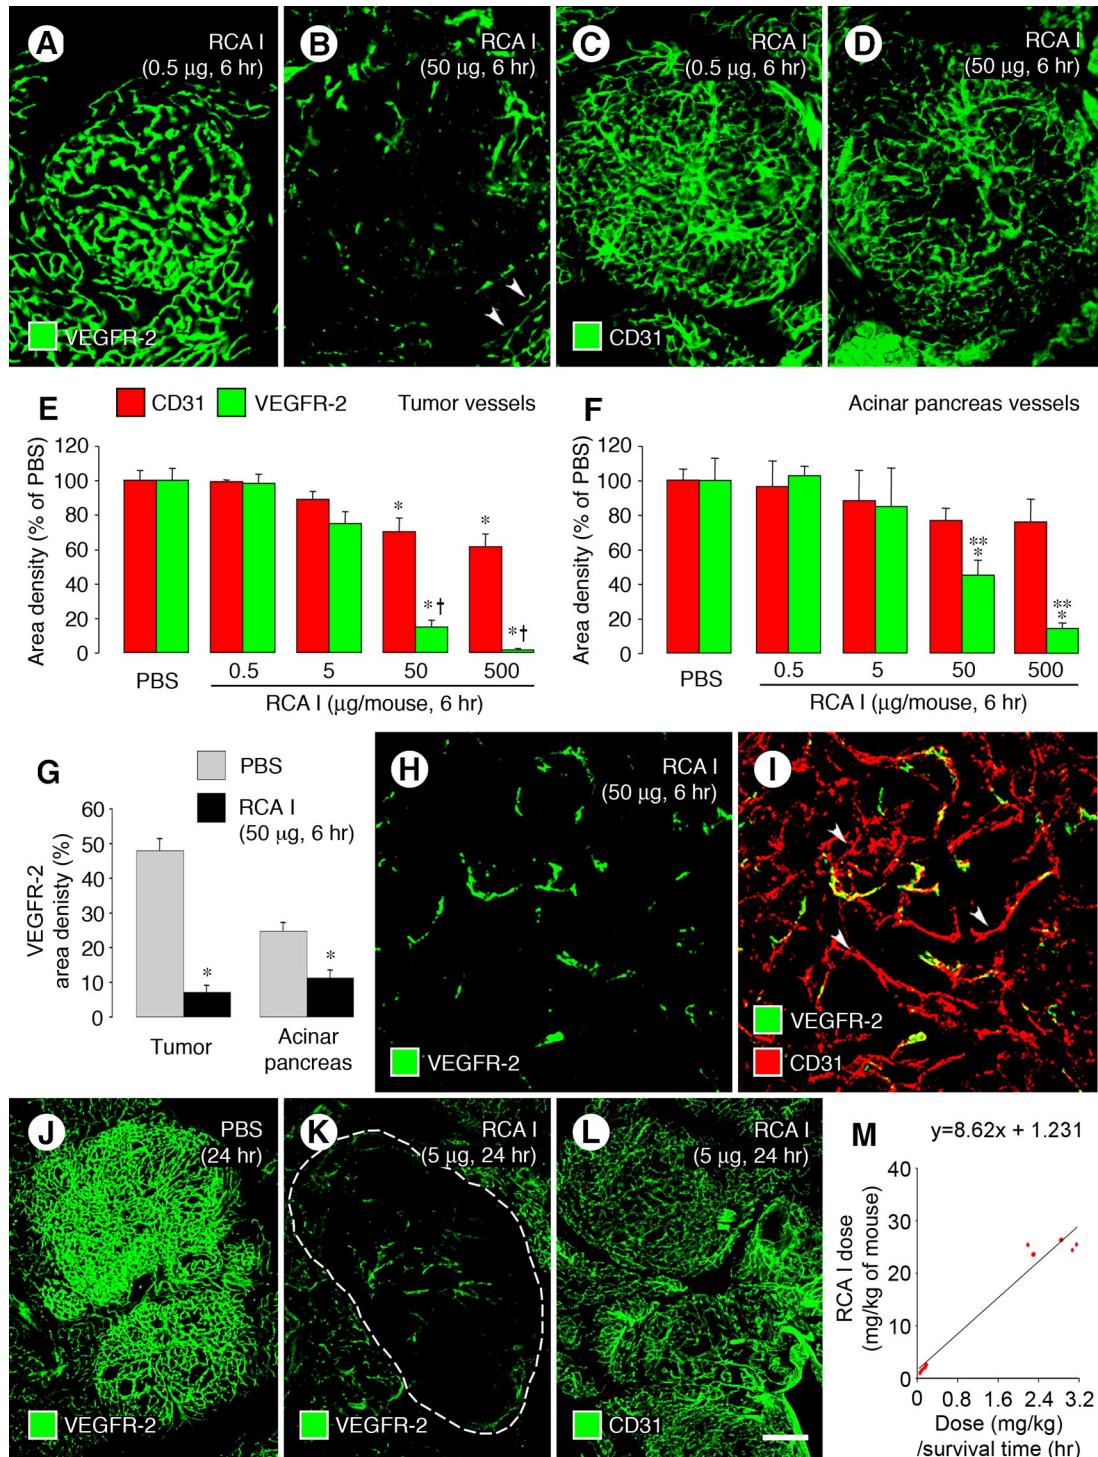 A
RCA I
(0.5 µg, 6 hr)
VEGFR-2
B
RCA I
(50 µg, 6 hr)
C
RCA I
(0.5 µg, 6 hr)
CD31
D
RCA I
(50 µg, 6 hr)
E
CD31
VEGFR-2
Tumor vessels
Area density (% of PBS)
120
100
80
60
40
20
0
*
*†
*
*†
PBS
0.5
5
50
500
RCA I (µg/mouse, 6 hr)
F
Acinar pancreas vessels
Area density (% of PBS)
120
100
80
60
40
20
0
**
*
**
*
PBS
0.5
5
50
500
RCA I (µg/mouse, 6 hr)
G
PBS
RCA I
(50 µg, 6 hr)
VEGFR-2
area denisty (%)
60
50
40
30
20
10
0
*
*
Tumor
Acinar
pancreas
H
RCA I
(50 µg, 6 hr)
VEGFR-2
I
VEGFR-2
CD31
J
PBS
(24 hr)
VEGFR-2
K
RCA I
(5 µg, 24 hr)
VEGFR-2
L
RCA I
(5 µg, 24 hr)
CD31
M
y=8.62x + 1.231
RCA I dose
(mg/kg of mouse)
40
30
20
10
0
0
0.8
1.6
2.4
3.2
Dose (mg/kg)
/survival time (hr)